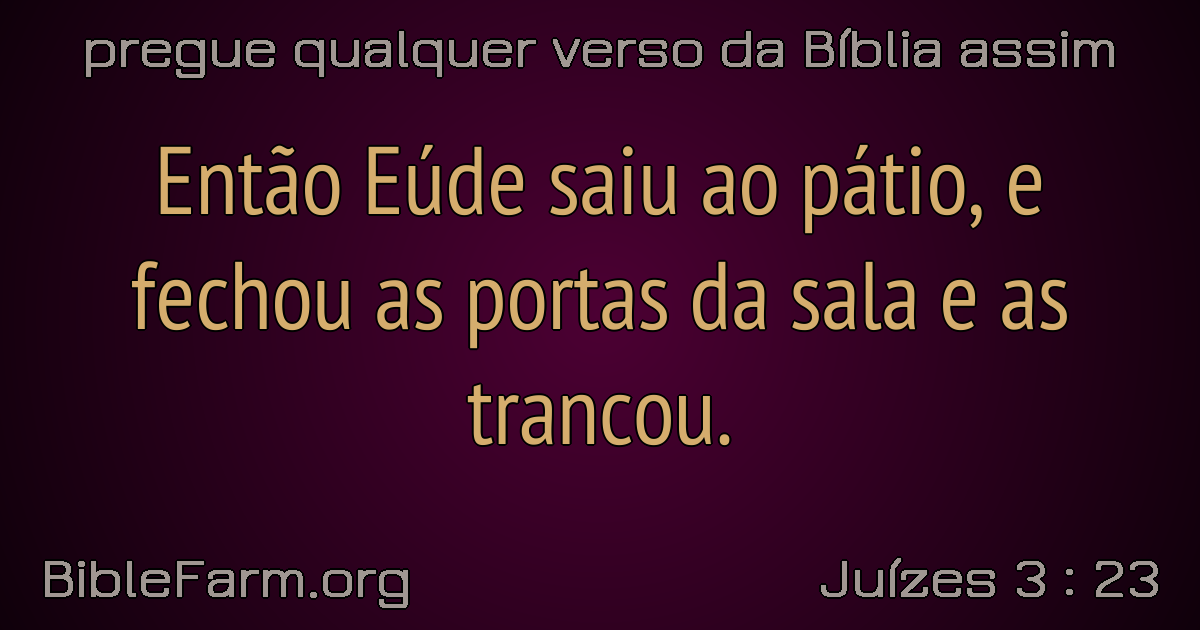 pregue qualquer verso da Bíblia assim
Então Eúde saiu ao pátio, e
fechou as portas da sala e as
trancou.
BibleFarm.org
Juízes 3 : 23